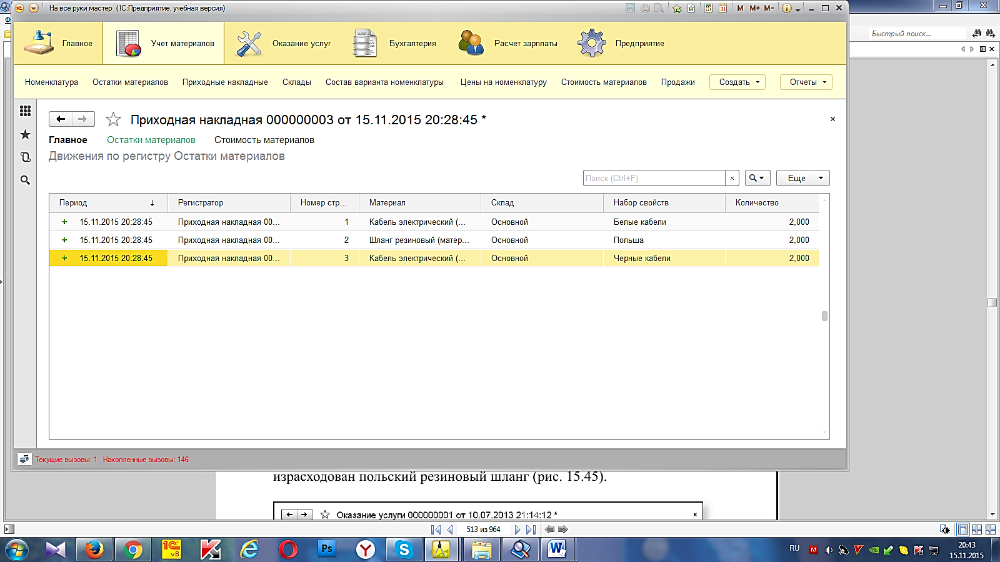 На все руки мастер (1С:Предприятие, учебная версия)
M M+ M-
Быстрый поиск...
Главное
Учет материалов
Оказание услуг
Бухгалтерия
Расчет зарплаты
Предприятие
Номенклатура Остатки материалов Приходные накладные Склады Состав варианта номенклатуры Цены на номенклатуру Стоимость материалов Продажи Создать Отчеты
Приходная накладная 000000003 от 15.11.2015 20:28:45 *
Главное Остатки материалов Стоимость материалов
Движения по регистру Остатки материалов
Поиск (Ctrl+F) × Еще
Период ↓ Регистратор Номер стр... Материал Склад Набор свойств Количество
+ 15.11.2015 20:28:45 Приходная накладная 00... 1 Кабель электрический (... Основной Белые кабели 2,000
+ 15.11.2015 20:28:45 Приходная накладная 00... 2 Шланг резиновый (матер... Основной Польша 2,000
+ 15.11.2015 20:28:45 Приходная накладная 00... 3 Кабель электрический (... Основной Черные кабели 2,000
Текущие вызовы: 1 Накопленные вызовы: 146
израсходован польский резиновый шланг (рис. 15.45).
Оказание услуги 000000001 от 10.07.2013 21:14:12 *
513 из 964
RU
20:43
15.11.2015